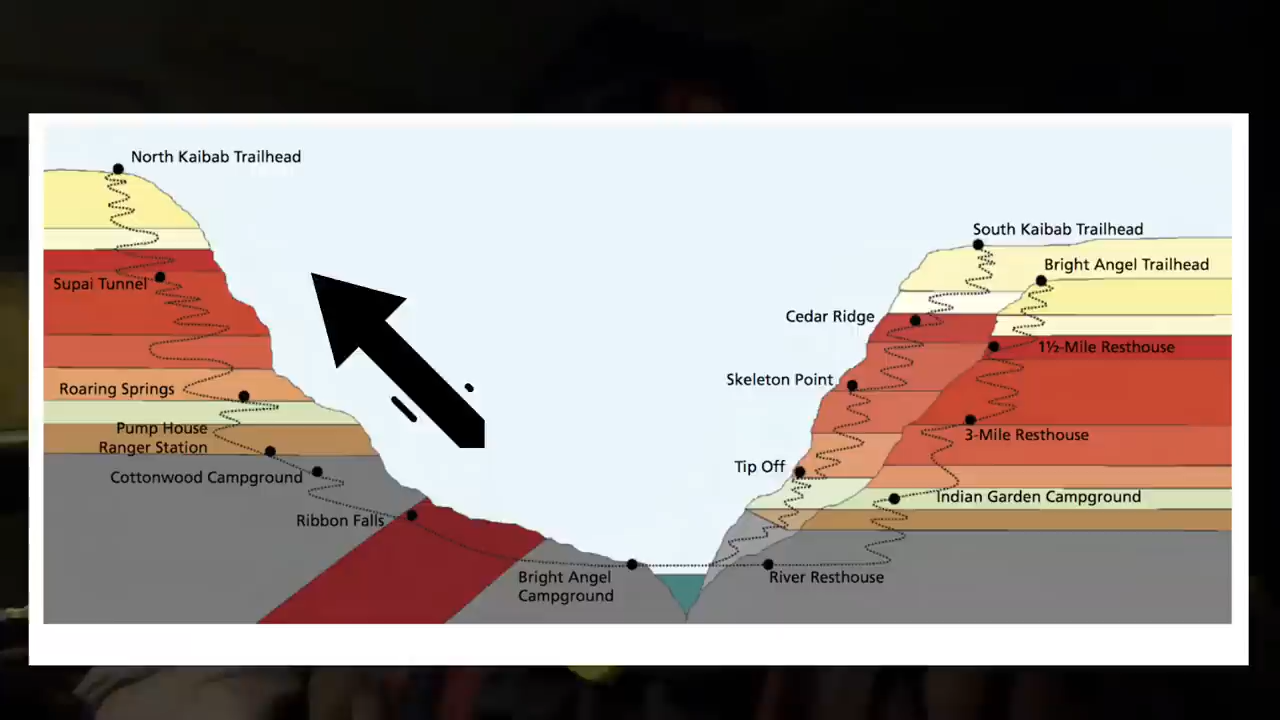 North Kaibab Trailhead
Supai Tunnel
Roaring Springs
Pump House
Ranger Station
Cottonwood Campground
Ribbon Falls
Bright Angel
Campground
South Kaibab Trailhead
Bright Angel Trailhead
Cedar Ridge
1½-Mile Resthouse
Skeleton Point
3-Mile Resthouse
Tip Off
Indian Garden Campground
River Resthouse